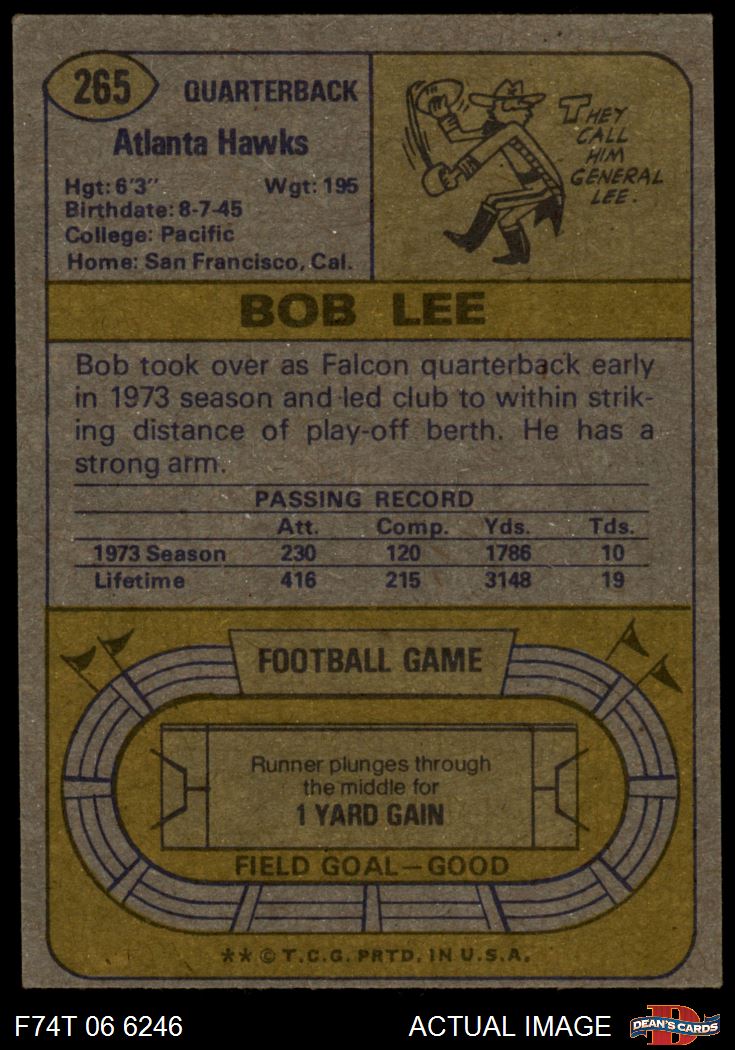 265
QUARTERBACK
Atlanta Hawks
Hgt: 6'3" Wgt: 195
Birthdate: 8-7-45
College: Pacific
Home: San Francisco, Cal.
THEY
CALL
HIM
GENERAL
LEE.
BOB LEE
Bob took over as Falcon quarterback early
in 1973 season and led club to within strik-
ing distance of play-off berth. He has a
strong arm.
PASSING RECORD
Att. Comp. Yds. Tds.
1973 Season 230 120 1786 10
Lifetime 416 215 3148 19
FOOTBALL GAME
Runner plunges through
the middle for
1 YARD GAIN
FIELD GOAL—GOOD
** © T.C.G. PRTD. IN U.S.A.
F74T 06 6246
ACTUAL IMAGE
D
DEAN'S CARDS